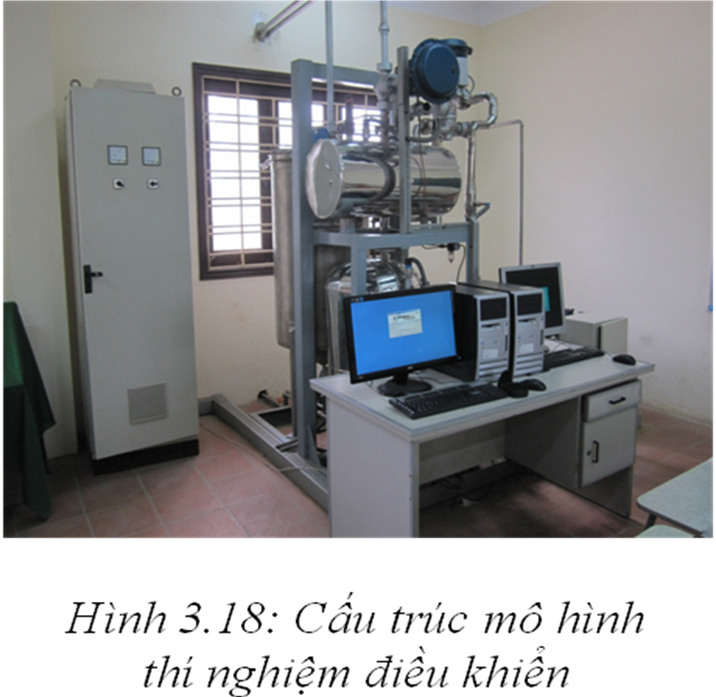 Hình 3.18: Cấu trúc mô hình
thí nghiệm điều khiển